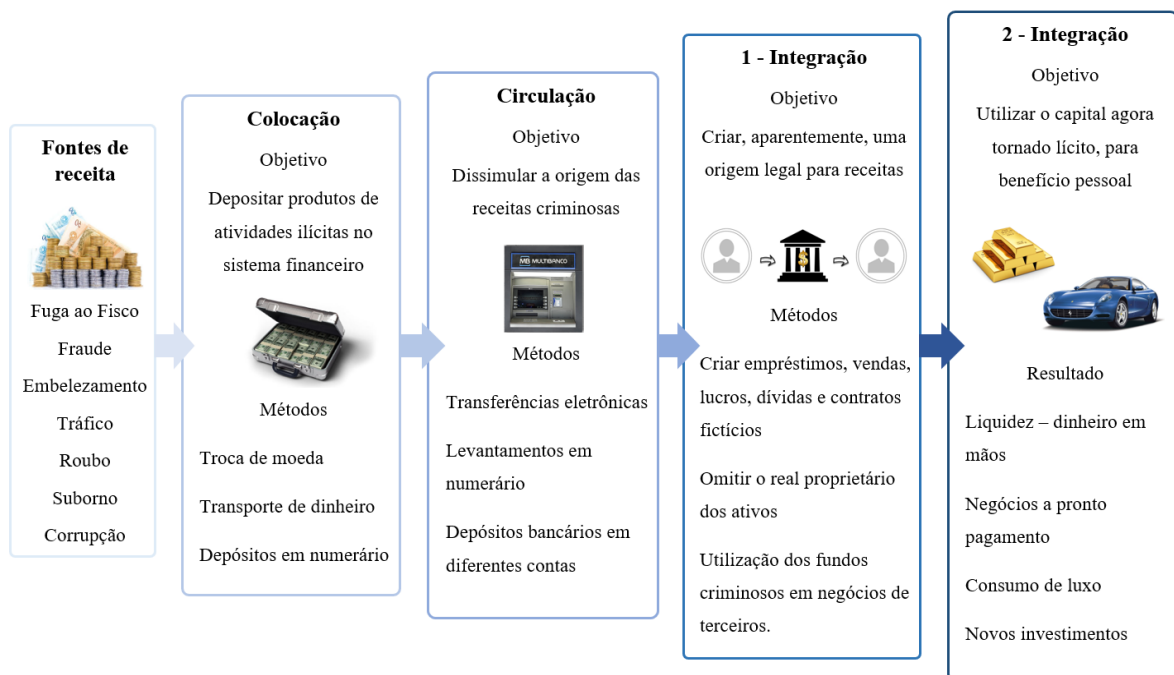 Fontes de
receita
Fuga ao Fisco
Fraude
Embelezamento
Tráfico
Roubo
Suborno
Corrupção
Colocação
Objetivo
Depositar produtos de
atividades ilícitas no
sistema financeiro
Métodos
Troca de moeda
Transporte de dinheiro
Depósitos em numerário
Circulação
Objetivo
Dissimular a origem das
receitas criminosas
MB MULTIBANCO
Métodos
Transferências eletrônicas
Levantamentos em
numerário
Depósitos bancários em
diferentes contas
1 - Integração
Objetivo
Criar, aparentemente, uma
origem legal para receitas
$
Métodos
Criar empréstimos, vendas,
lucros, dívidas e contratos
fictícios
Omitir o real proprietário
dos ativos
Utilização dos fundos
criminosos em negócios de
terceiros.
2 - Integração
Objetivo
Utilizar o capital agora
tornado lícito, para
benefício pessoal
Resultado
Liquidez – dinheiro em
mãos
Negócios a pronto
pagamento
Consumo de luxo
Novos investimentos